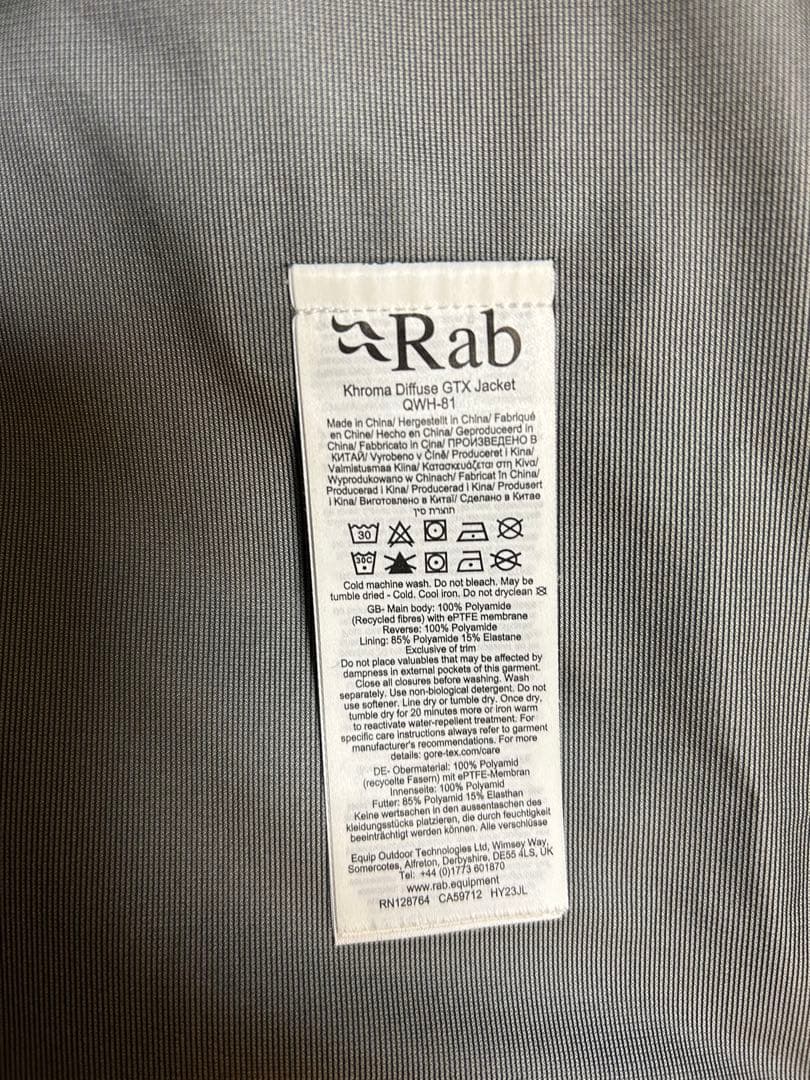 Rab
Khroma Diffuse GTX Jacket
QWH-81
Made in China/ Hergestellt in China/ Fabriqué
en Chine/ Hecho en China/ Geproduceerd in
China/ Fabbricato in Cina/ ПРОИЗВЕДЕНО В
КИТАЙ/ Vyrobeno v Číně/ Produceret i Kina/
Valmistusmaa Kiina/ Κατασκευάζεται στη Κίνα/
Wyprodukowano w Chinach/ Fabricat în China/
Producerad i Kina/ Producerad i Kina/ Produsert
i Kina/ Виготовлено в Китаї/ Сделано в Китае
תוצרת סין
30
30C
Cold machine wash. Do not bleach. May be
tumble dried - Cold. Cool iron. Do not dryclean
GB- Main body: 100% Polyamide
(Recycled fibres) with ePTFE membrane
Reverse: 100% Polyamide
Lining: 85% Polyamide 15% Elastane
Exclusive of trim
Do not place valuables that may be affected by
dampness in external pockets of this garment.
Close all closures before washing. Wash
separately. Use non-biological detergent. Do not
use softener. Line dry or tumble dry. Once dry,
tumble dry for 20 minutes more or iron warm
to reactivate water-repellent treatment. For
specific care instructions always refer to garment
manufacturer's recommendations. For more
details: gore-tex.com/care
DE- Obermaterial: 100% Polyamid
(recycelte Fasern) mit ePTFE-Membran
Innenseite: 100% Polyamid
Futter: 85% Polyamid 15% Elasthan
Keine wertsachen in den aussentaschen des
kleidungsstücks platzieren, die durch feuchtigkeit
beeinträchtigt werden können. Alle verschlüsse
Equip Outdoor Technologies Ltd, Wimsey Way,
Somercotes, Alfreton, Derbyshire, DE55 4LS, UK
Tel: +44 (0)1773 601870
www.rab.equipment
RN128764 CA59712 HY23JL